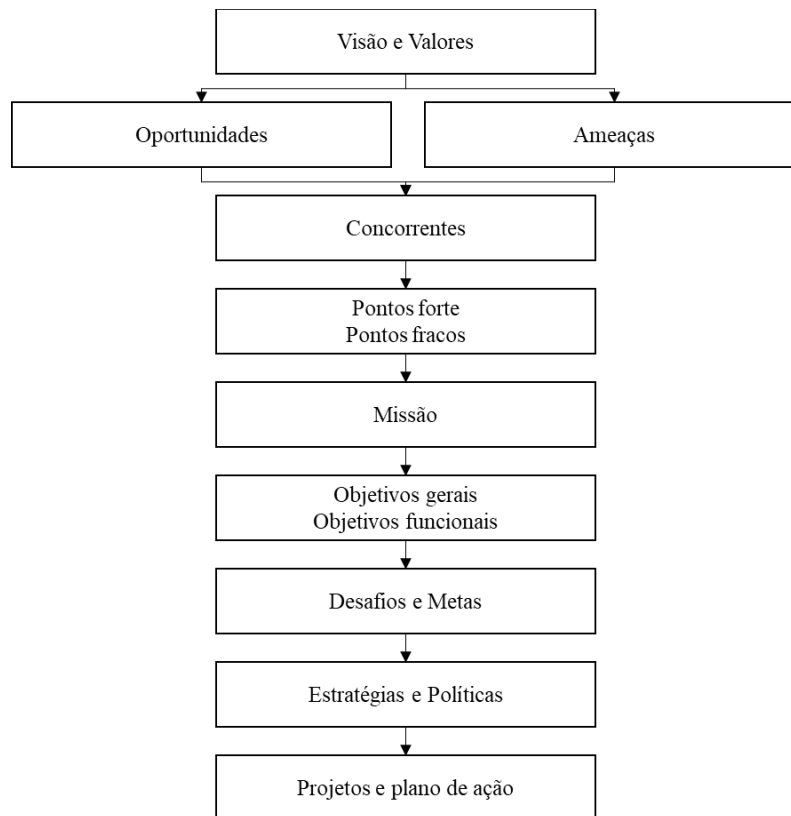 Visão e Valores
Oportunidades
Ameaças
Concorrentes
Pontos forte
Pontos fracos
Missão
Objetivos gerais
Objetivos funcionais
Desafios e Metas
Estratégias e Políticas
Projetos e plano de ação